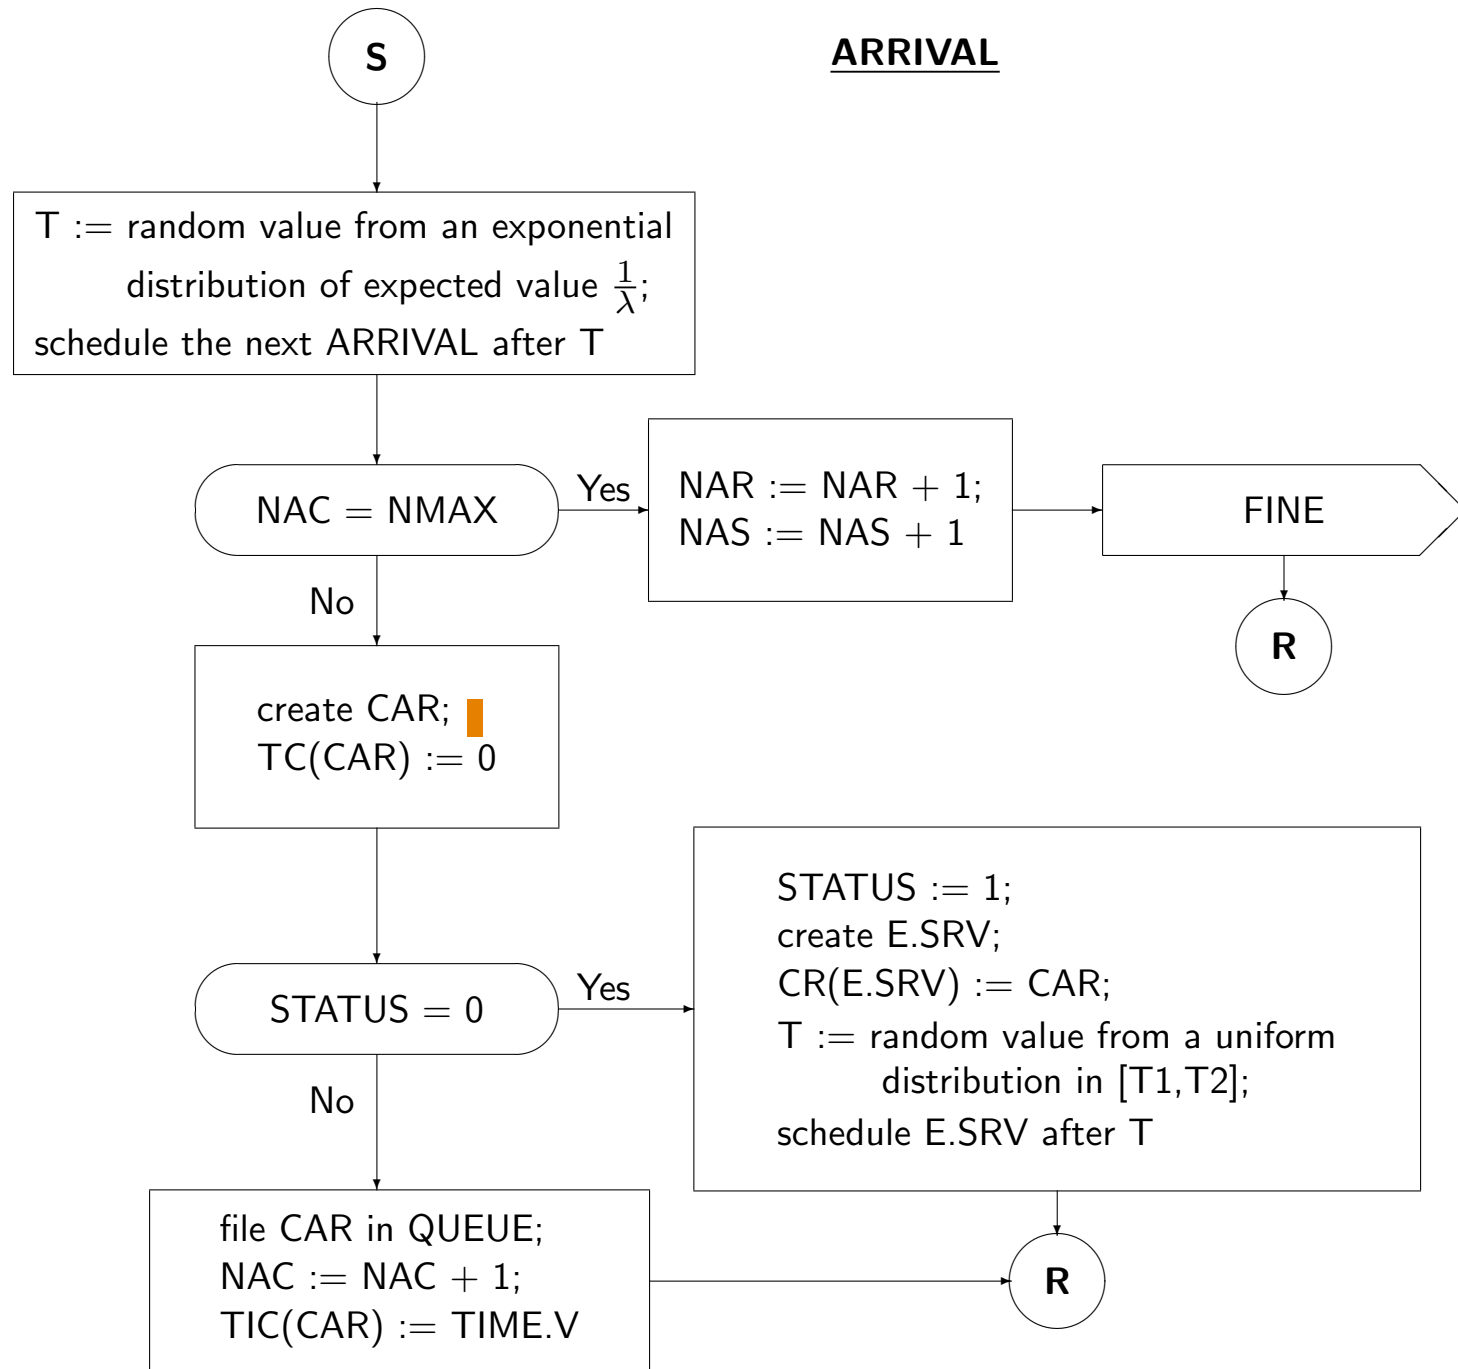 S
ARRIVAL
T := random value from an exponential
distribution of expected value 1/λ;
schedule the next ARRIVAL after T
NAC = NMAX
Yes
NAR := NAR + 1;
NAS := NAS + 1
FINE
R
No
create CAR;
TC(CAR) := 0
STATUS = 0
Yes
STATUS := 1;
create E.SRV;
CR(E.SRV) := CAR;
T := random value from a uniform
distribution in [T1,T2];
schedule E.SRV after T
No
file CAR in QUEUE;
NAC := NAC + 1;
TIC(CAR) := TIME.V
R